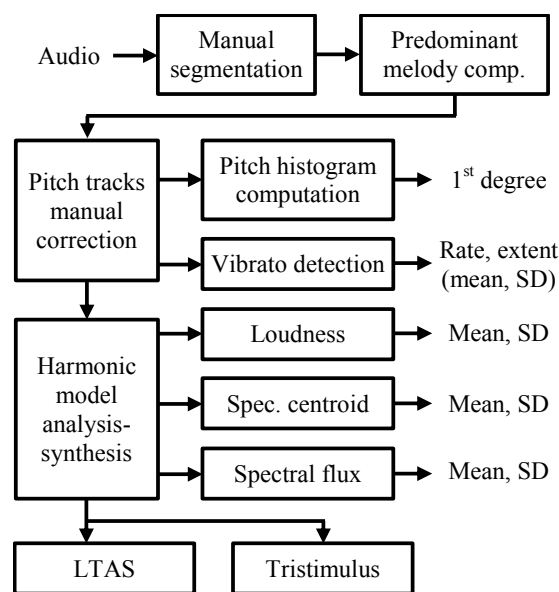 Audio
Manual
segmentation
Predominant
melody comp.
Pitch tracks
manual
correction
Pitch histogram
computation
1st degree
Vibrato detection
Rate, extent
(mean, SD)
Harmonic
model
analysis-
synthesis
Loudness
Mean, SD
Spec. centroid
Mean, SD
Spectral flux
Mean, SD
LTAS
Tristimulus